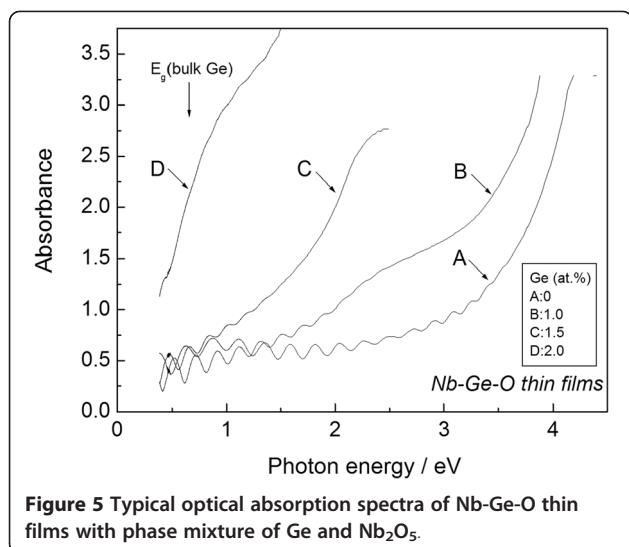 3.5
3.0
2.5
2.0
1.5
1.0
0.5
0.0
Absorbance
E_g(bulk Ge)
D
C
B
A
Ge (at.%)
A:0
B:1.0
C:1.5
D:2.0
Nb-Ge-O thin films
0 1 2 3 4
Photon energy / eV
Figure 5 Typical optical absorption spectra of Nb-Ge-O thin
films with phase mixture of Ge and Nb₂O₅.